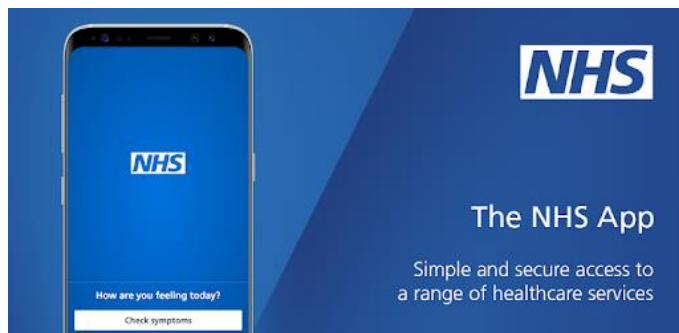 NHS
How are you feeling today?
Check symptoms
NHS
The NHS App
Simple and secure access to
a range of healthcare services